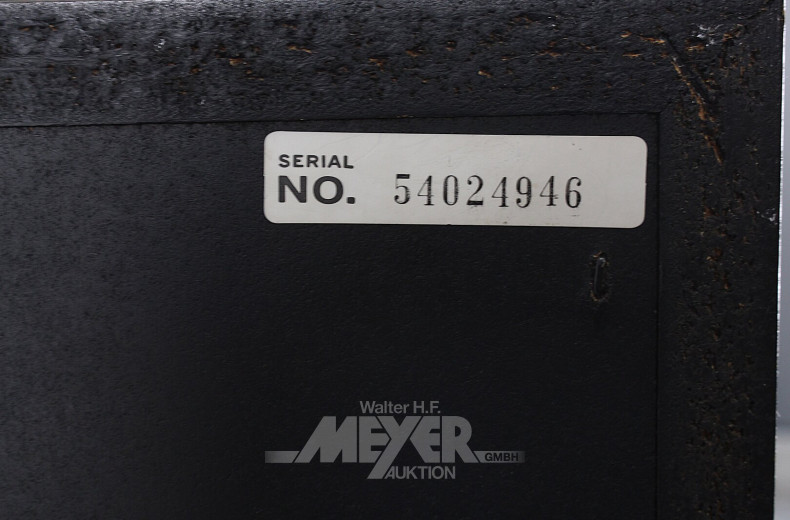 SERIAL
NO. 54024946
Walter H.F.
MEYER
GMBH
AUKTION